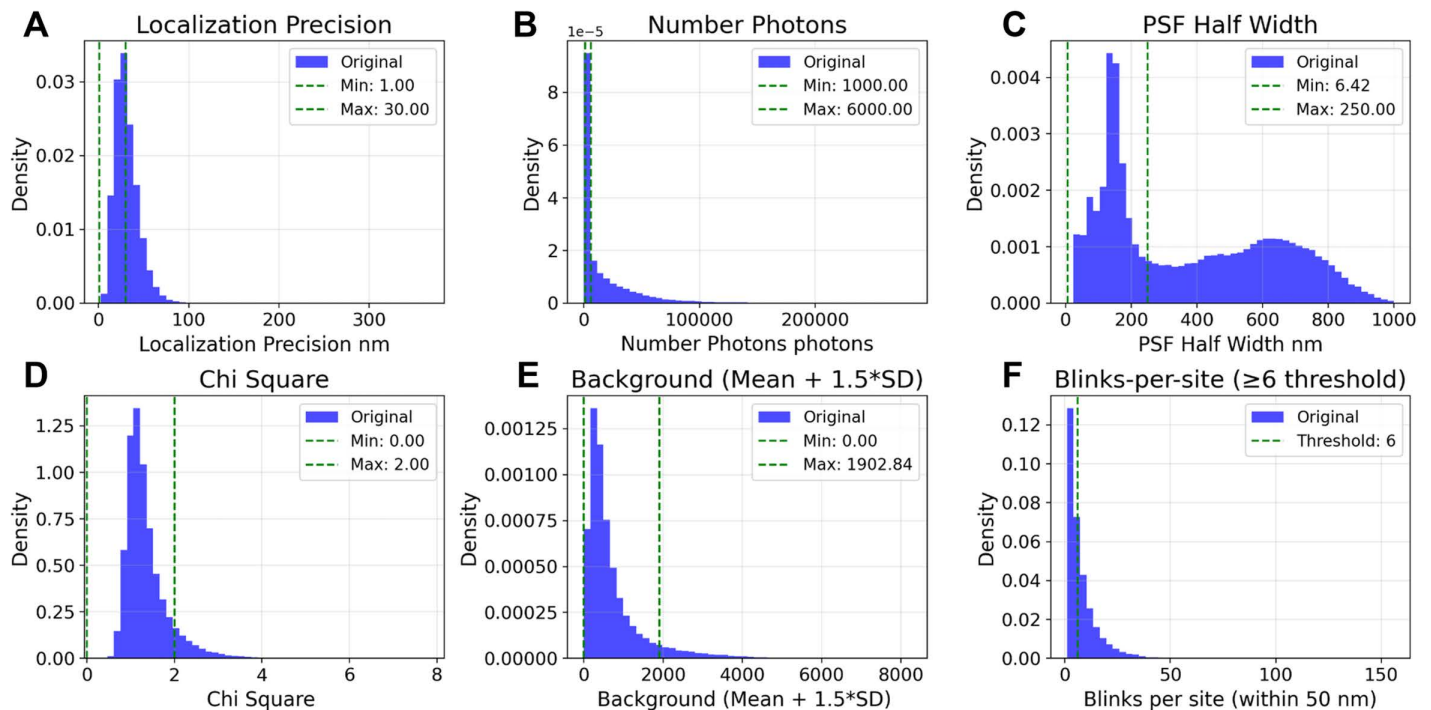 A
Localization Precision
Original
Min: 1.00
Max: 30.00
0.03
0.02
0.01
0.00
Density
0 100 200 300
Localization Precision nm
B
Number Photons
1e−5
Original
Min: 1000.00
Max: 6000.00
8
6
4
2
0
Density
0 100000 200000
Number Photons photons
C
PSF Half Width
Original
Min: 6.42
Max: 250.00
0.004
0.003
0.002
0.001
0.000
Density
0 200 400 600 800 1000
PSF Half Width nm
D
Chi Square
Original
Min: 0.00
Max: 2.00
1.25
1.00
0.75
0.50
0.25
0.00
Density
0 2 4 6 8
Chi Square
E
Background (Mean + 1.5*SD)
Original
Min: 0.00
Max: 1902.84
0.00125
0.00100
0.00075
0.00050
0.00025
0.00000
Density
0 2000 4000 6000 8000
Background (Mean + 1.5*SD)
F
Blinks-per-site (≥6 threshold)
Original
Threshold: 6
0.12
0.10
0.08
0.06
0.04
0.02
0.00
Density
0 50 100 150
Blinks per site (within 50 nm)